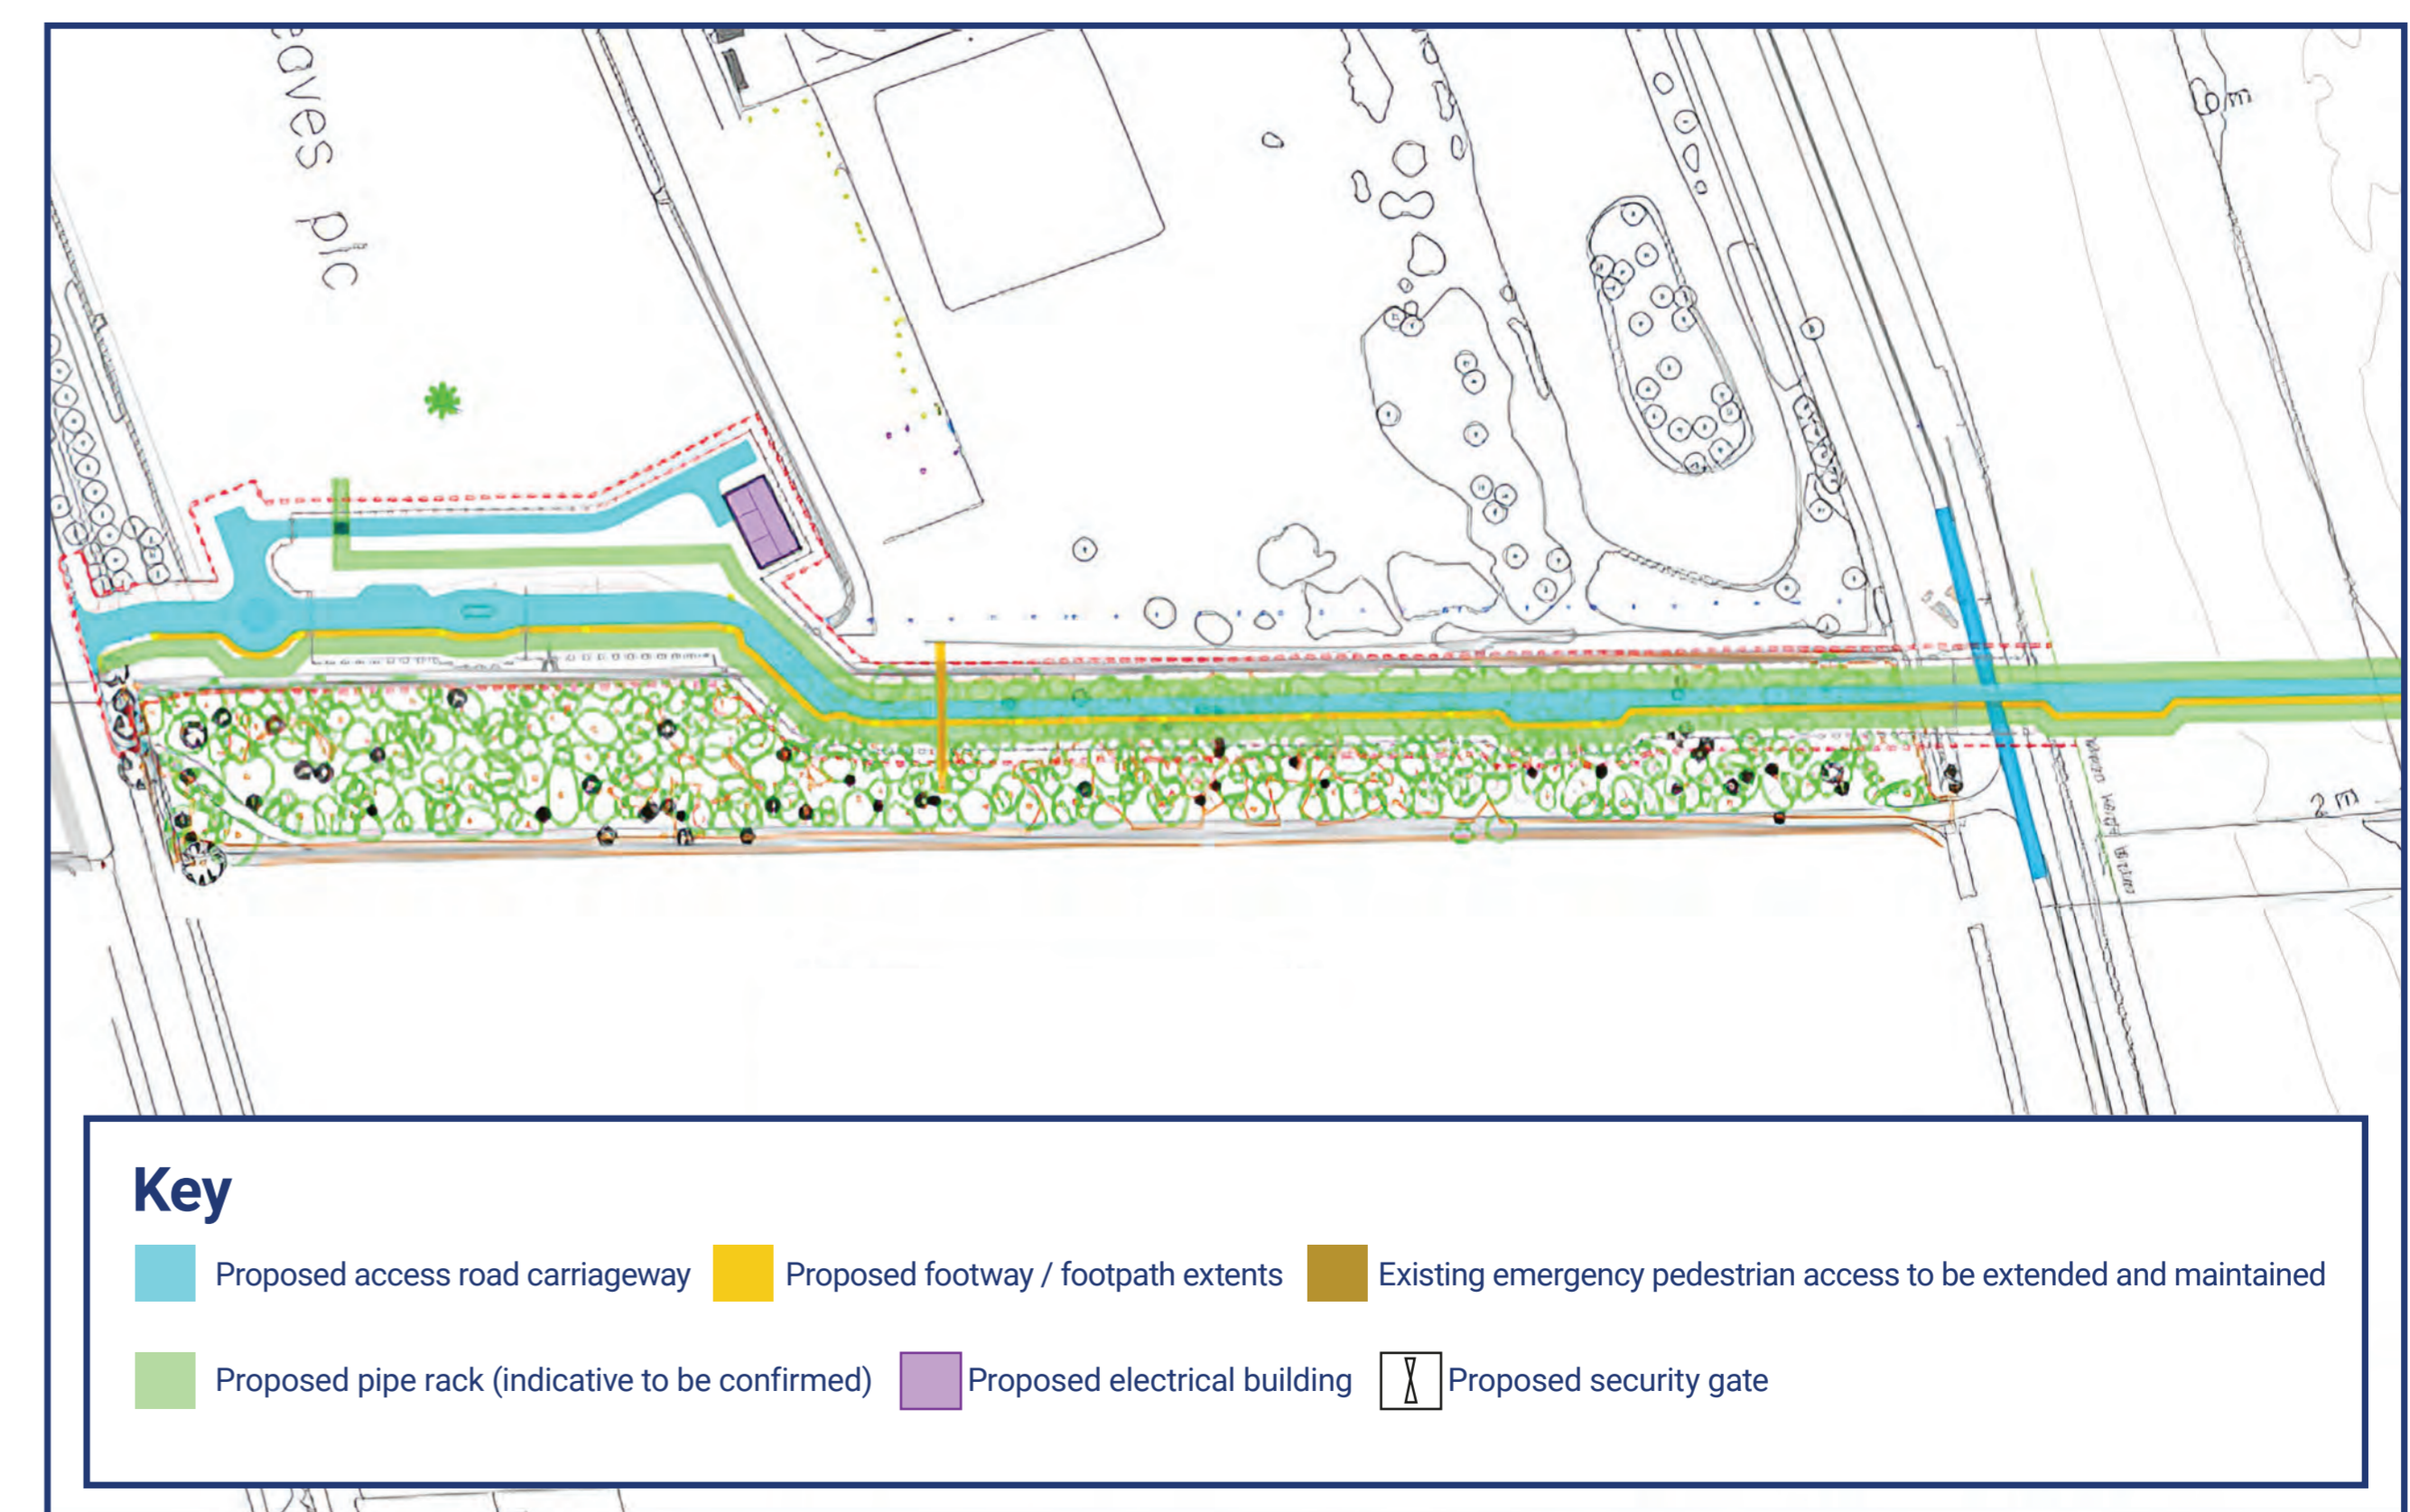 eaves plc
2 m
Key
Proposed access road carriageway
Proposed footway / footpath extents
Existing emergency pedestrian access to be extended and maintained
Proposed pipe rack (indicative to be confirmed)
Proposed electrical building
Proposed security gate